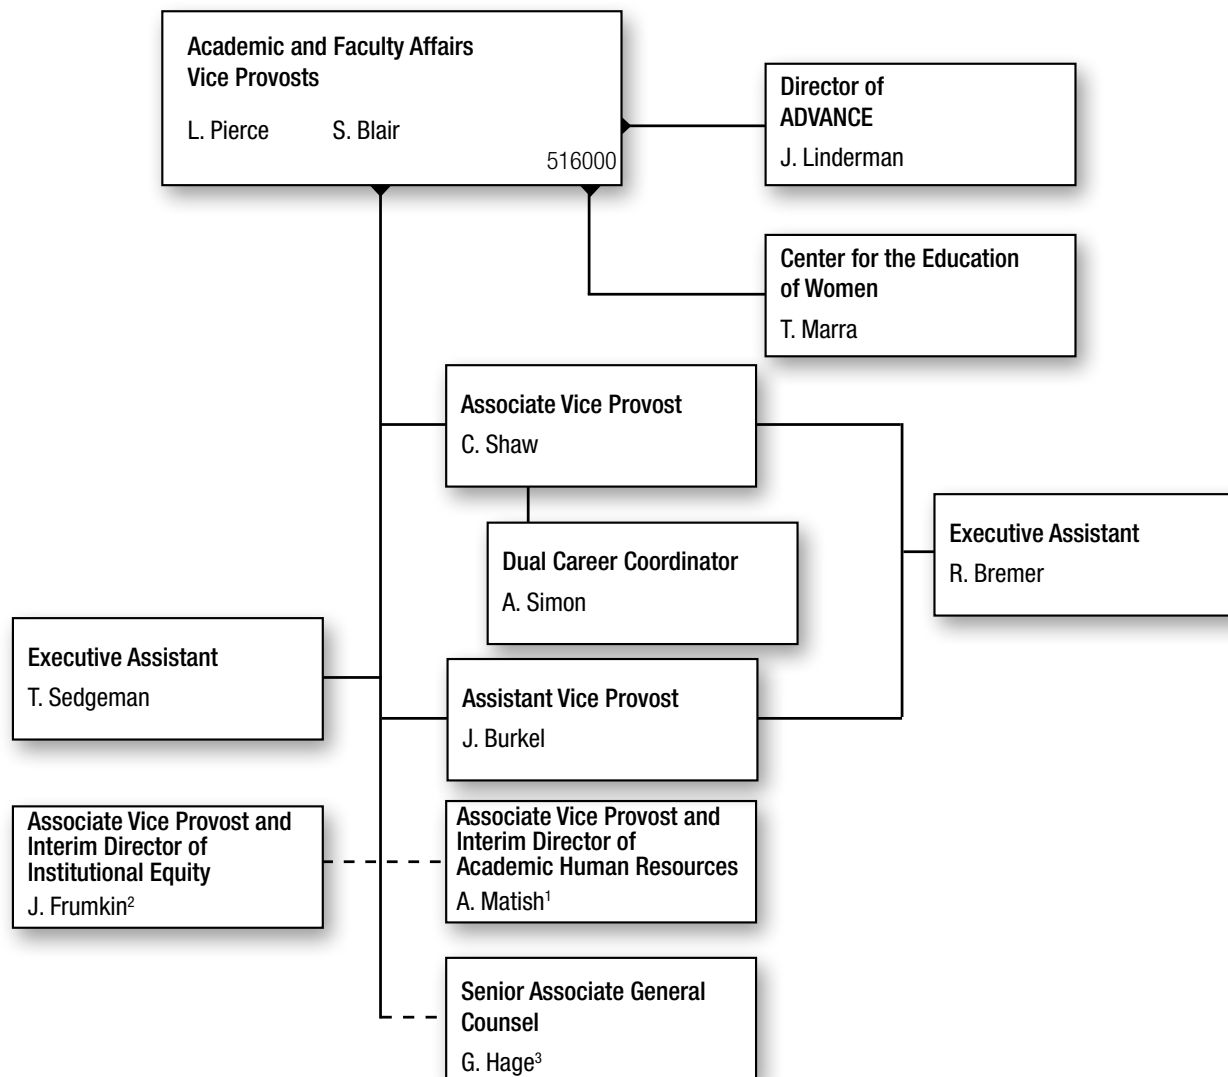 Academic and Faculty Affairs
Vice Provosts
L. Pierce S. Blair
516000
Director of
ADVANCE
J. Linderman
Center for the Education
of Women
T. Marra
Associate Vice Provost
C. Shaw
Dual Career Coordinator
A. Simon
Executive Assistant
R. Bremer
Executive Assistant
T. Sedgeman
Assistant Vice Provost
J. Burkel
Associate Vice Provost and
Interim Director of
Institutional Equity
J. Frumkin²
Associate Vice Provost and
Interim Director of
Academic Human Resources
A. Matish¹
Senior Associate General
Counsel
G. Hage³